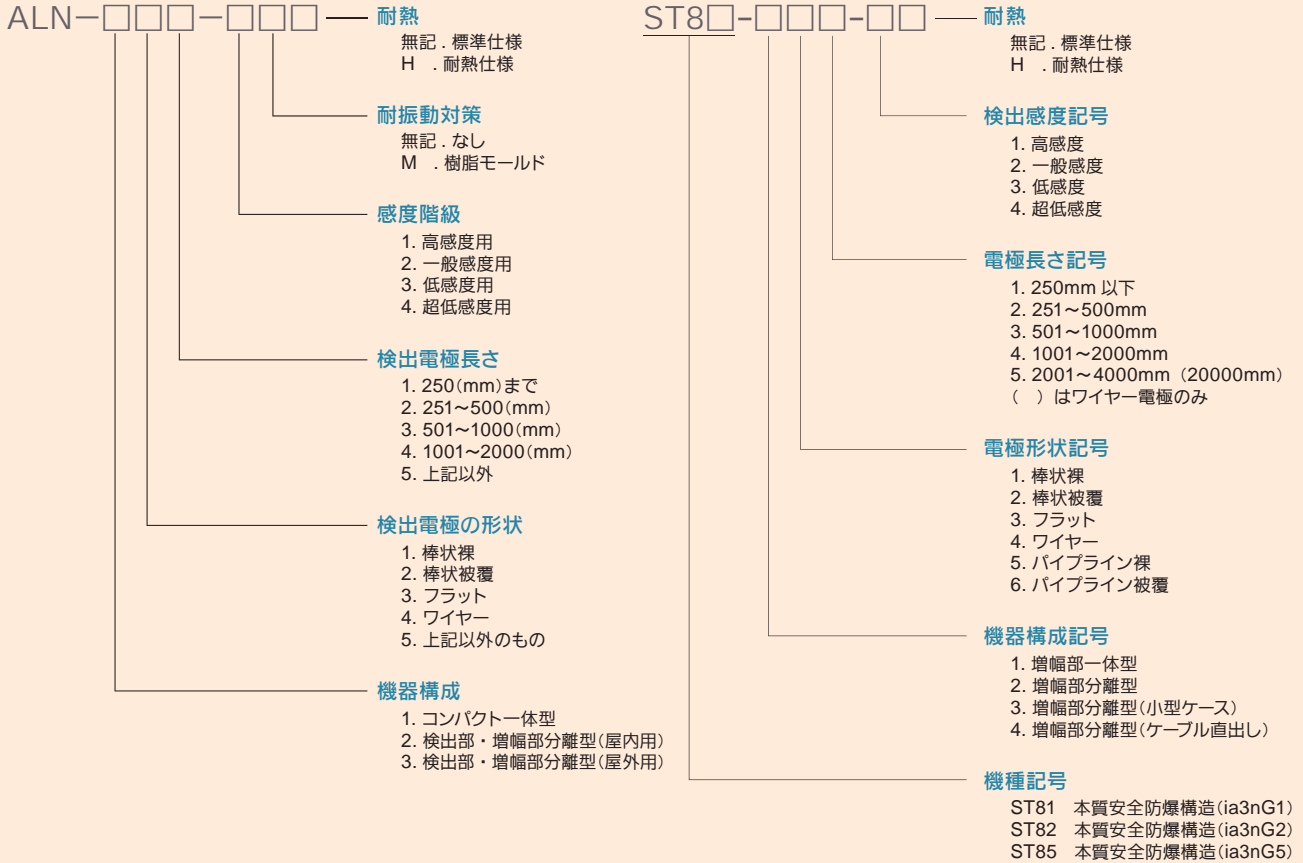 ALN-□□□-□□□
耐熱
無記 . 標準仕様
H . 耐熱仕様
耐振動対策
無記 . なし
M . 樹脂モールド
感度階級
1. 高感度用
2. 一般感度用
3. 低感度用
4. 超低感度用
検出電極長さ
1. 250(mm)まで
2. 251～500(mm)
3. 501～1000(mm)
4. 1001～2000(mm)
5. 上記以外
検出電極の形状
1. 棒状裸
2. 棒状被覆
3. フラット
4. ワイヤー
5. 上記以外のもの
機器構成
1. コンパクト一体型
2. 検出部・増幅部分離型(屋内用)
3. 検出部・増幅部分離型(屋外用)
ST8□-□□□-□□
耐熱
無記 . 標準仕様
H . 耐熱仕様
検出感度記号
1. 高感度
2. 一般感度
3. 低感度
4. 超低感度
電極長さ記号
1. 250mm 以下
2. 251～500mm
3. 501～1000mm
4. 1001～2000mm
5. 2001～4000mm（20000mm）
（　）はワイヤー電極のみ
電極形状記号
1. 棒状裸
2. 棒状被覆
3. フラット
4. ワイヤー
5. パイプライン裸
6. パイプライン被覆
機器構成記号
1. 増幅部一体型
2. 増幅部分離型
3. 増幅部分離型(小型ケース)
4. 増幅部分離型(ケーブル直出し)
機種記号
ST81　本質安全防爆構造(ia3nG1)
ST82　本質安全防爆構造(ia3nG2)
ST85　本質安全防爆構造(ia3nG5)